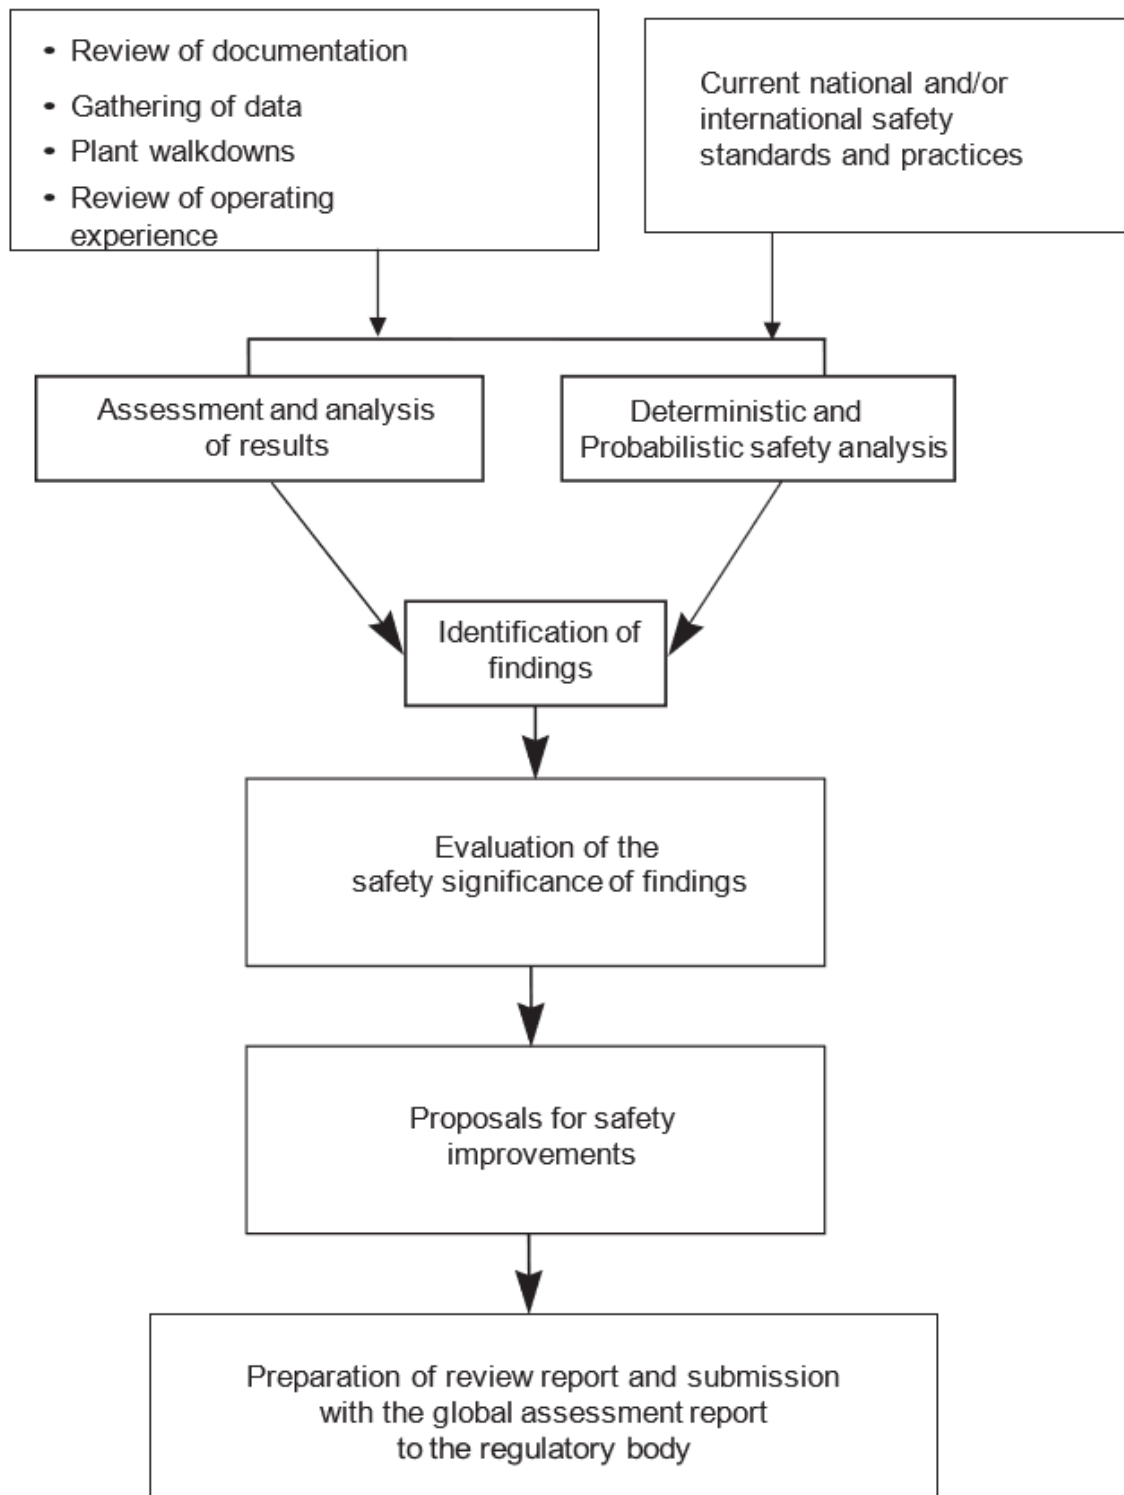 • Review of documentation
• Gathering of data
• Plant walkdowns
• Review of operating
experience
Current national and/or
international safety
standards and practices
Assessment and analysis
of results
Deterministic and
Probabilistic safety analysis
Identification of
findings
Evaluation of the
safety significance of findings
Proposals for safety
improvements
Preparation of review report and submission
with the global assessment report
to the regulatory body